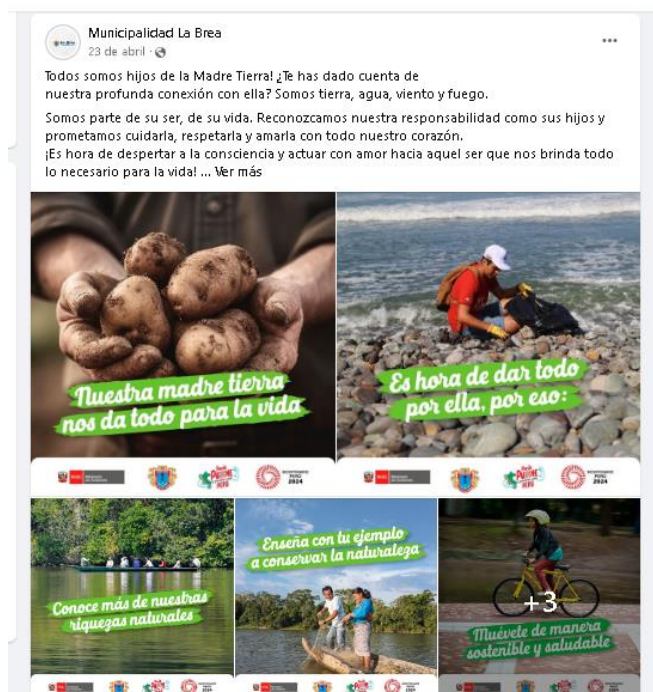 Municipalidad La Brea
23 de abril ·
Todos somos hijos de la Madre Tierra! ¿Te has dado cuenta de
nuestra profunda conexión con ella? Somos tierra, agua, viento y fuego.
Somos parte de su ser, de su vida. Reconozcamos nuestra responsabilidad como sus hijos y
prometamos cuidarla, respetarla y amarla con todo nuestro corazón.
¡Es hora de despertar a la consciencia y actuar con amor hacia aquel ser que nos brinda todo
lo necesario para la vida! ... Ver más
Nuestra madre tierra
nos da todo para la vida
Es hora de dar todo
por ella, por eso:
2024
2024
Conoce más de nuestras
riquezas naturales
Enseña con tu ejemplo
a conservar la naturaleza
+3
Muévete de manera
sostenible y saludable